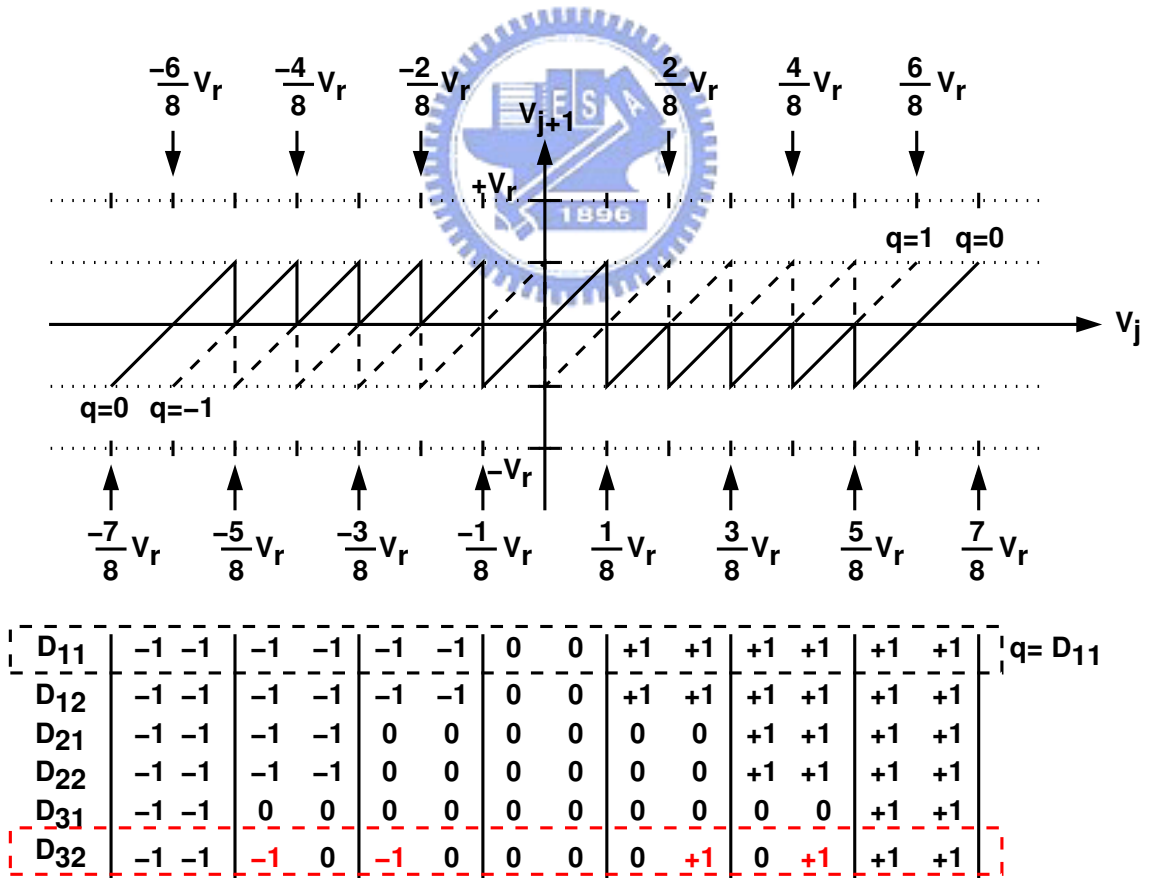 −6/8 Vr −4/8 Vr −2/8 Vr 2/8 Vr 4/8 Vr 6/8 Vr
E S A
Vj+1
+Vr
1896
q=1 q=0
Vj
q=0 q=−1
−Vr
−7/8 Vr −5/8 Vr −3/8 Vr −1/8 Vr 1/8 Vr 3/8 Vr 5/8 Vr 7/8 Vr
D11 −1 −1 −1 −1 −1 −1 0 0 +1 +1 +1 +1 +1 +1 q= D11
D12 −1 −1 −1 −1 −1 −1 0 0 +1 +1 +1 +1 +1 +1
D21 −1 −1 −1 −1 0 0 0 0 0 0 +1 +1 +1 +1
D22 −1 −1 −1 −1 0 0 0 0 0 0 +1 +1 +1 +1
D31 −1 −1 0 0 0 0 0 0 0 0 0 0 +1 +1
D32 −1 −1 −1 0 −1 0 0 0 0 +1 0 +1 +1 +1